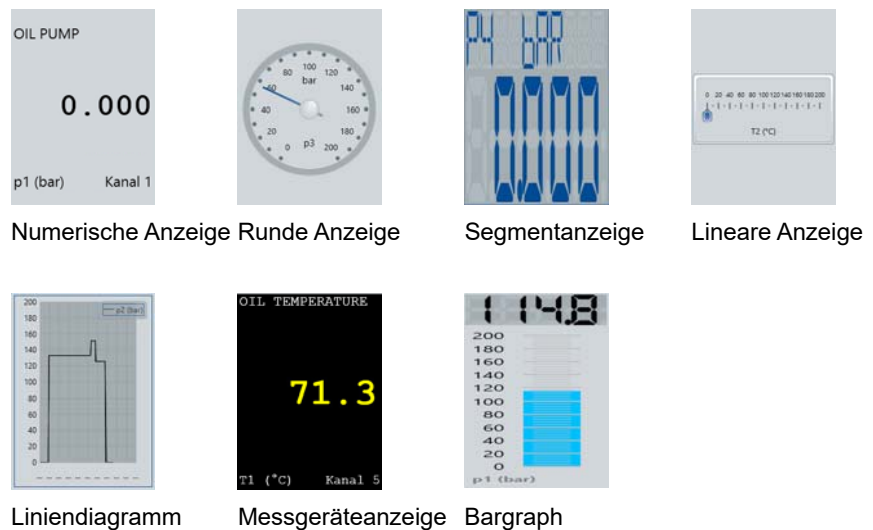 OIL PUMP
0.000
p1 (bar) Kanal 1
80 100 120
bar
60 140
40 160
20 180
0 p3 200
P4 bAR
0 20 40 60 80 100 120 140 160 180 200
0
T2 (°C)
Numerische Anzeige Runde Anzeige Segmentanzeige Lineare Anzeige
200
p2 (bar)
180
160
140
120
100
80
60
40
20
0
OIL TEMPERATURE
71.3
T1 (°C) Kanal 5
114.8
200
180
160
140
120
100
80
60
40
20
0
p1 (bar)
Liniendiagramm Messgeräteanzeige Bargraph